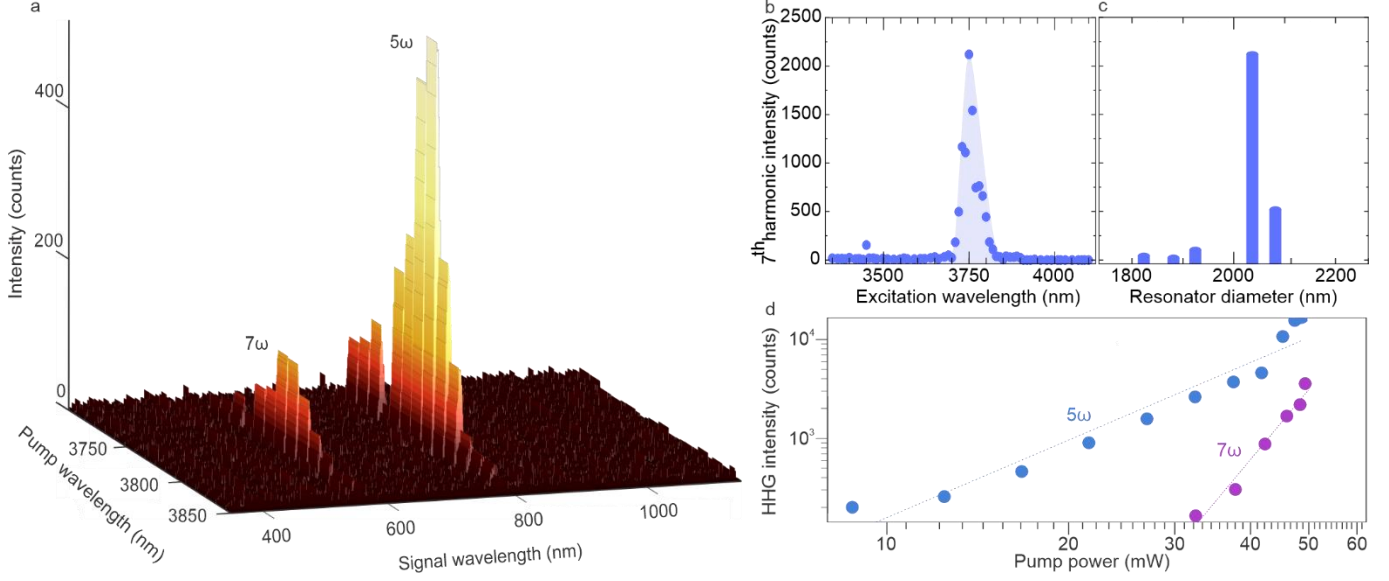 a
5ω
7ω
Intensity (counts)
400
200
0
Pump wavelength (nm)
3750
3800
3850
400
600
800
1000
Signal wavelength (nm)
b
7th harmonic intensity (counts)
2500
2000
1500
1000
500
0
3500
3750
4000
Excitation wavelength (nm)
c
1800
2000
2200
Resonator diameter (nm)
d
HHG intensity (counts)
10⁴
10³
5ω
7ω
10
20
30
40
50
60
Pump power (mW)